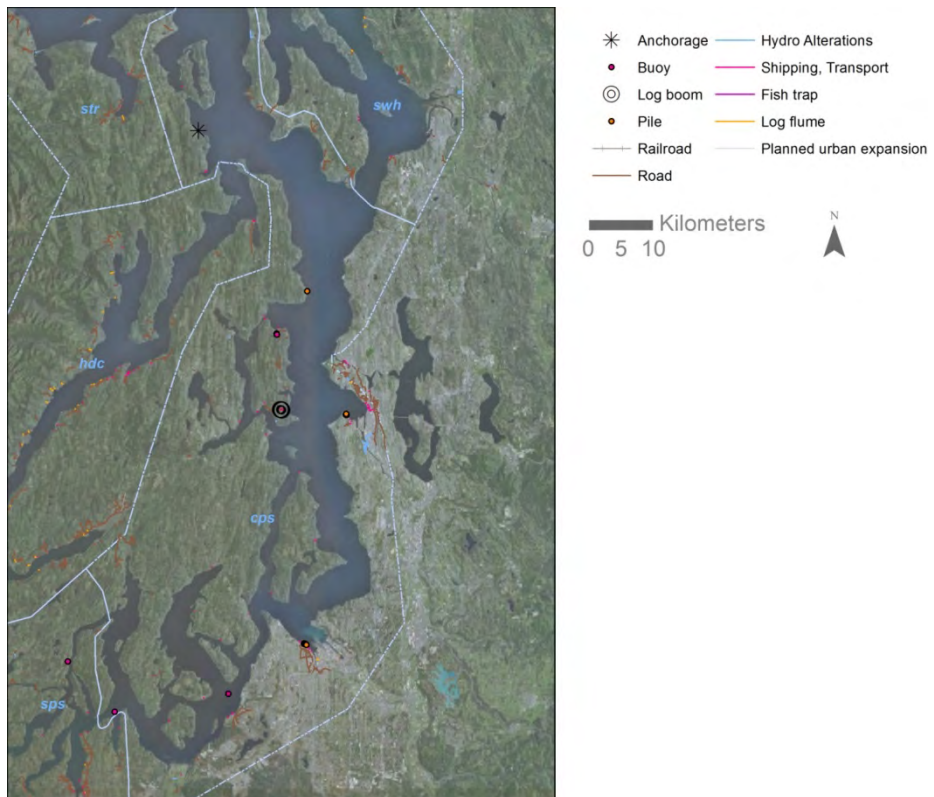 str
swh
hdc
cps
sps
Anchorage
Hydro Alterations
Buoy
Shipping, Transport
Log boom
Fish trap
Pile
Log flume
Railroad
Planned urban expansion
Road
Kilometers
0 5 10
N